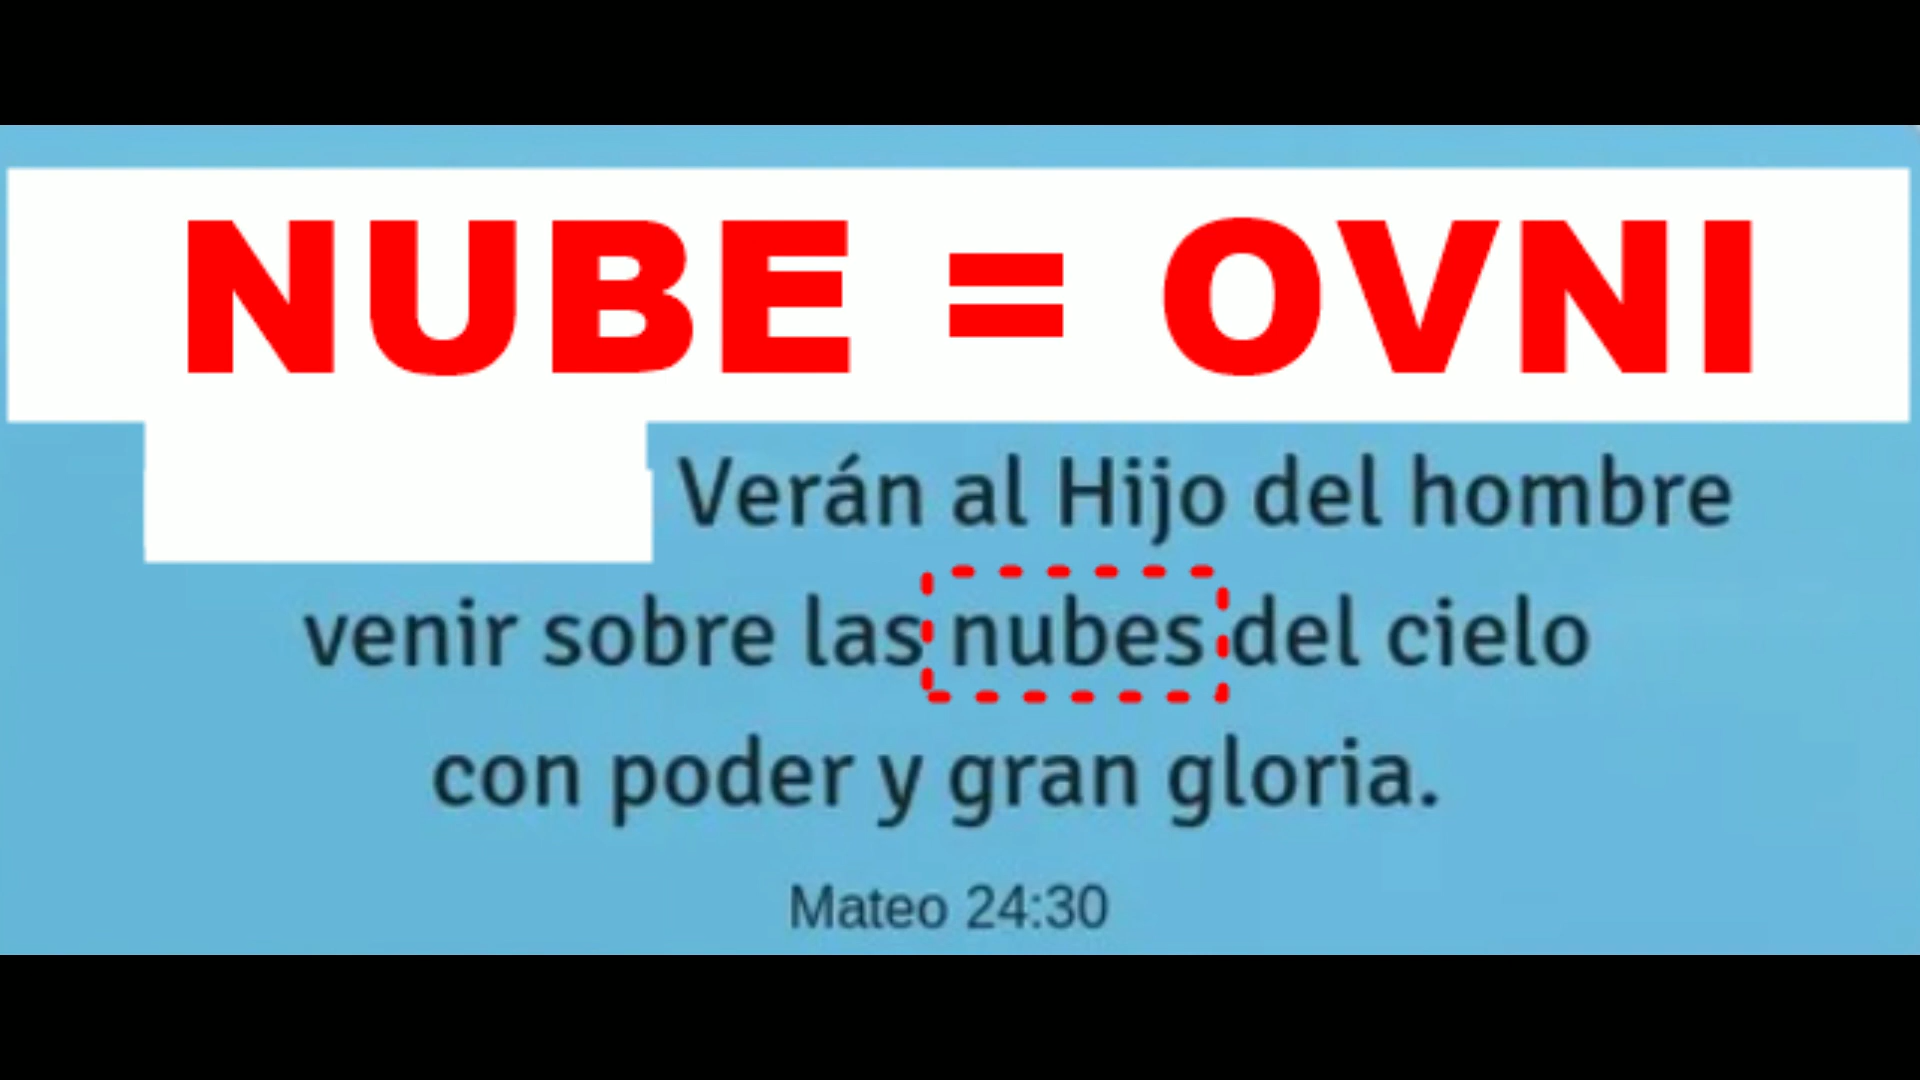 NUBE = OVNI
Verán al Hijo del hombre
venir sobre las nubes del cielo
con poder y gran gloria.
Mateo 24:30